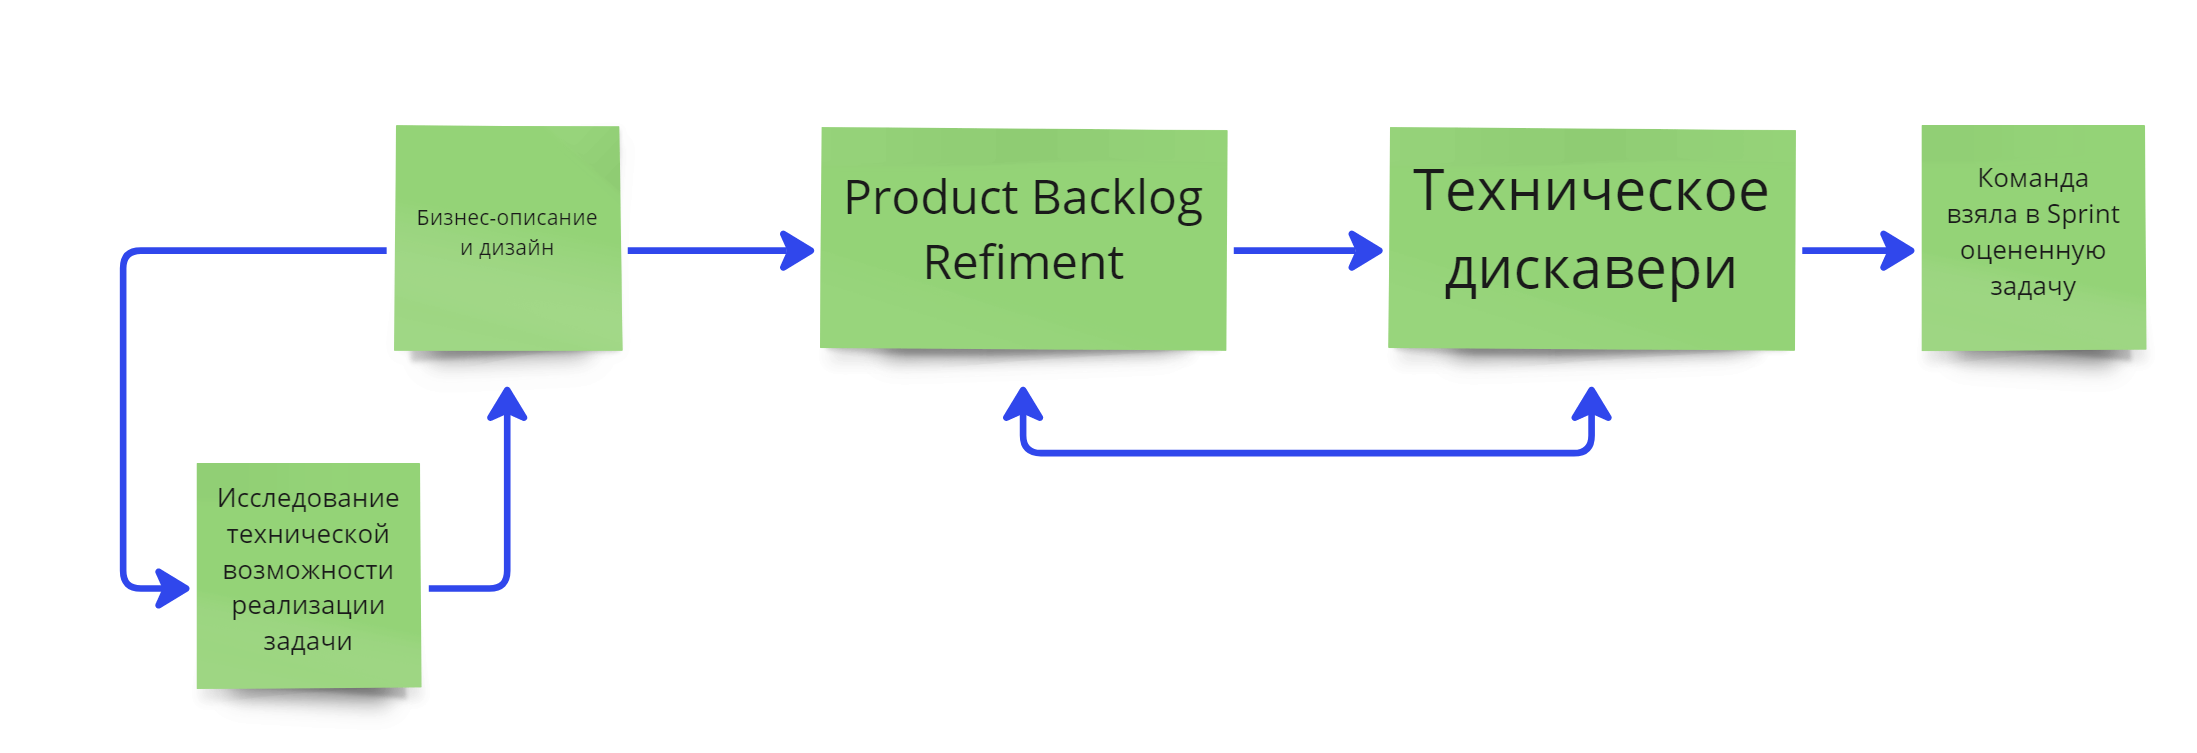 Бизнес-описание
и дизайн
Product Backlog
Refiment
Техническое
дискавери
Команда
взяла в Sprint
оцененную
задачу
Исследование
технической
возможности
реализации
задачи